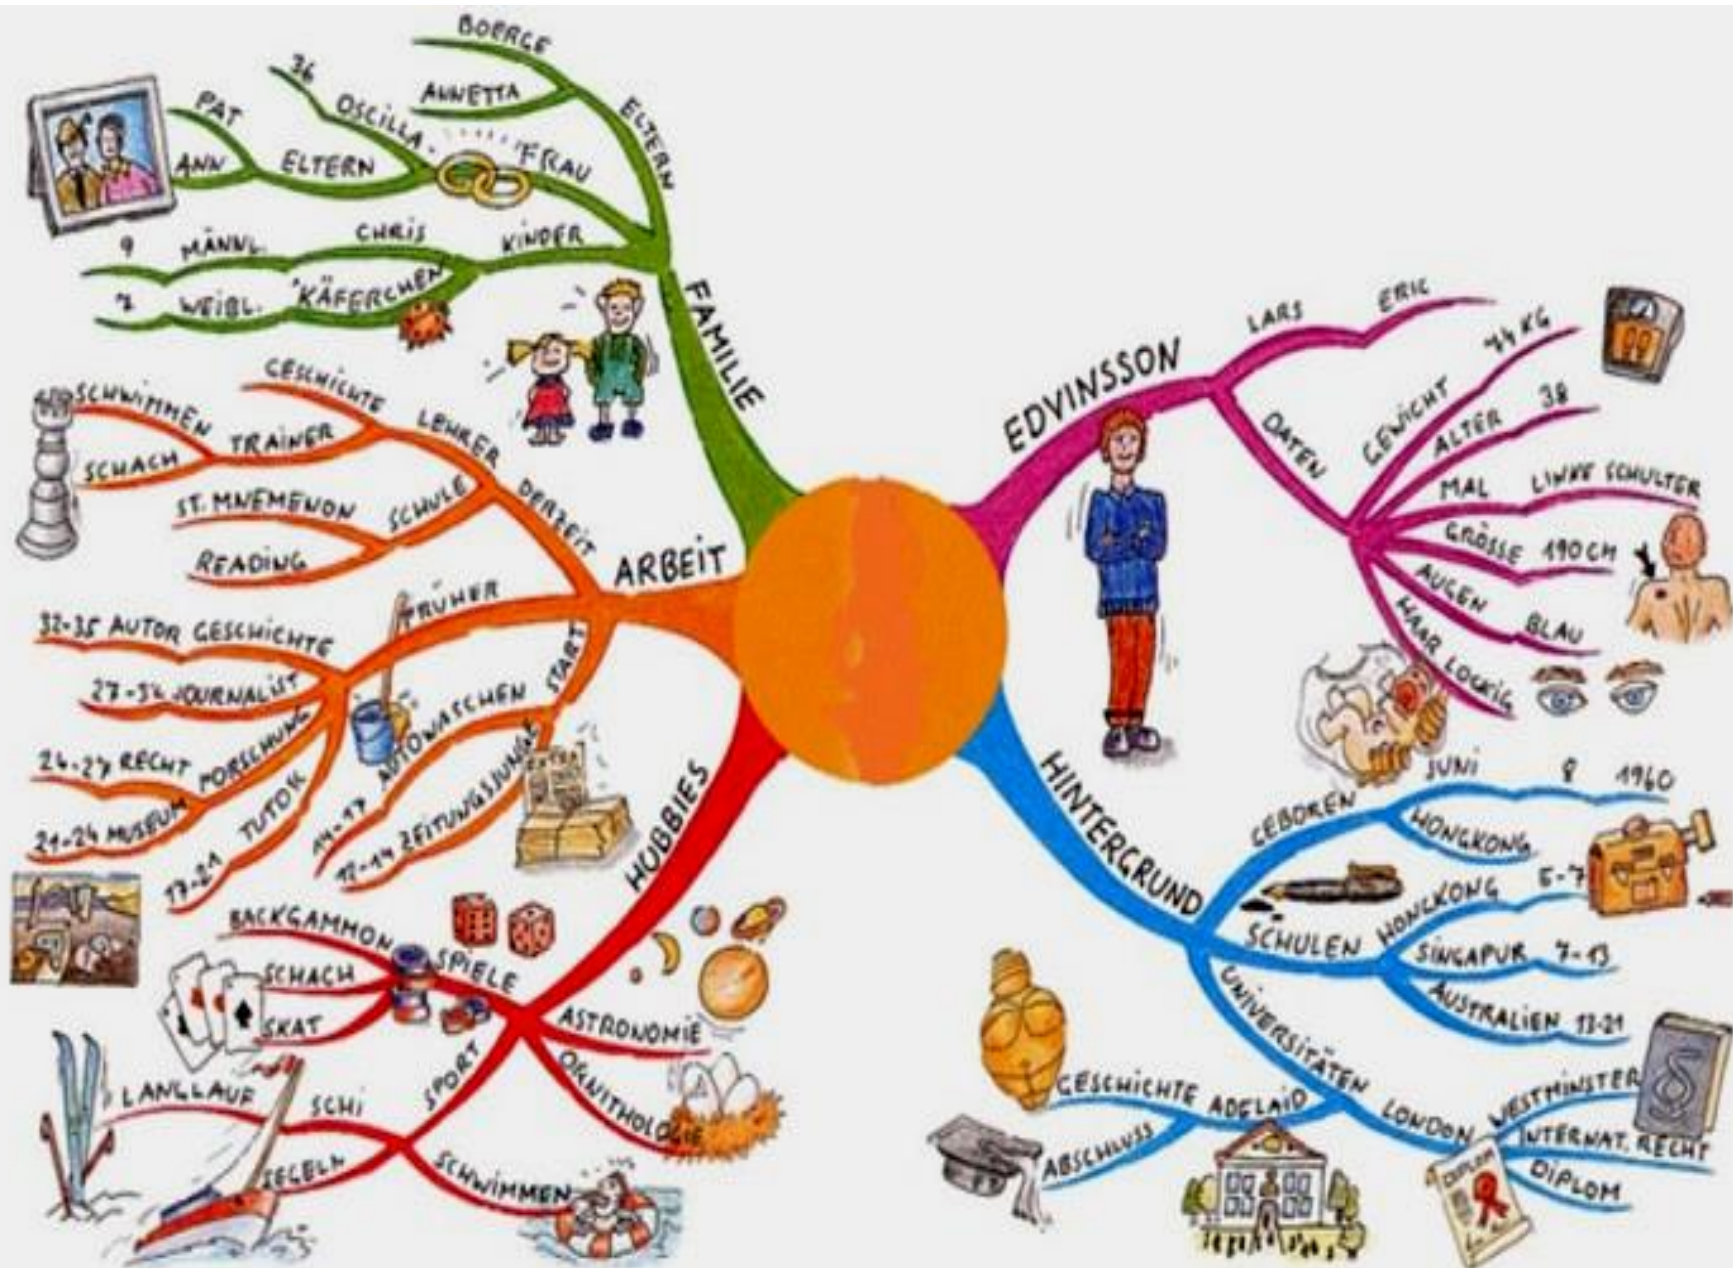 BOERGE
ANNETTA
ELTERN
36
OSCILLA
FRAU
PAT
ANN
ELTERN
9 MÄNNL. CHRIS KINDER
7 WEIBL. KÄFERCHEN
FAMILIE
GESCHICHTE
LEHRER
SCHWIMMEN
TRAINER
SCHACH
ST. MNEMENON
SCHULE
READING
DERZEIT
ARBEIT
FRÜHER
32-35 AUTOR GESCHICHTE
JOURNALIST
24-27 RECHT
FORSCHUNG
21-24 MUSEUM
TUTOR
17-21
START
AUTOWASCHEN
14-17
12-14 ZEITUNGSJUNGE
EXTRA
HUBBIES
BACKGAMMON
SPIELE
SCHACH
SKAT
ASTRONOMIE
ORNITHOLOGIE
SPORT
LANGLAUF
SCHI
SEGELN
SCHWIMMEN
EDVINSSON
LARS
ERIC
DATEN
GEWICHT
74 KG
ALTER
38
MAL LINKE SCHULTER
GRÖSSE 190 CM
AUGEN BLAU
HAAR LOCKIG
HINTERGRUND
GEBOREN
JUNI 8 1960
HONGKONG
SCHULEN
HONGKONG 5-7
SINGAPUR 7-13
AUSTRALIEN 13-21
UNIVERSITÄTEN
GESCHICHTE ADELAID
ABSCHLUSS
LONDON
WESTMINSTER
§
INTERNAT. RECHT
DIPLOM
DIPLOM